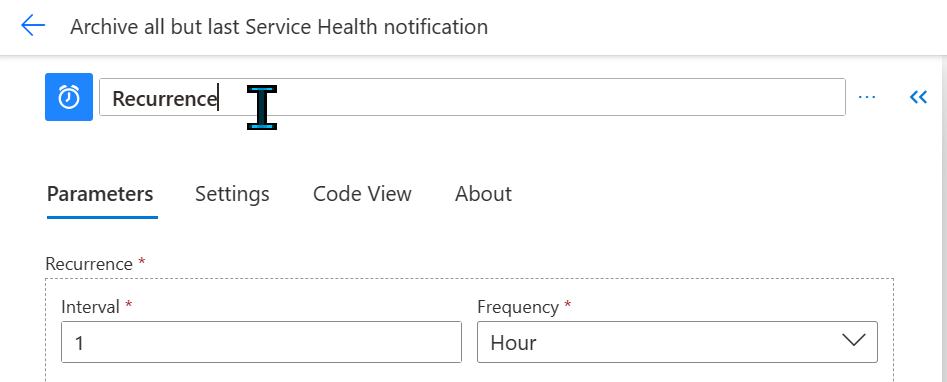 Archive all but last Service Health notification
Recurrence
Parameters Settings Code View About
Recurrence *
Interval * Frequency *
1 Hour